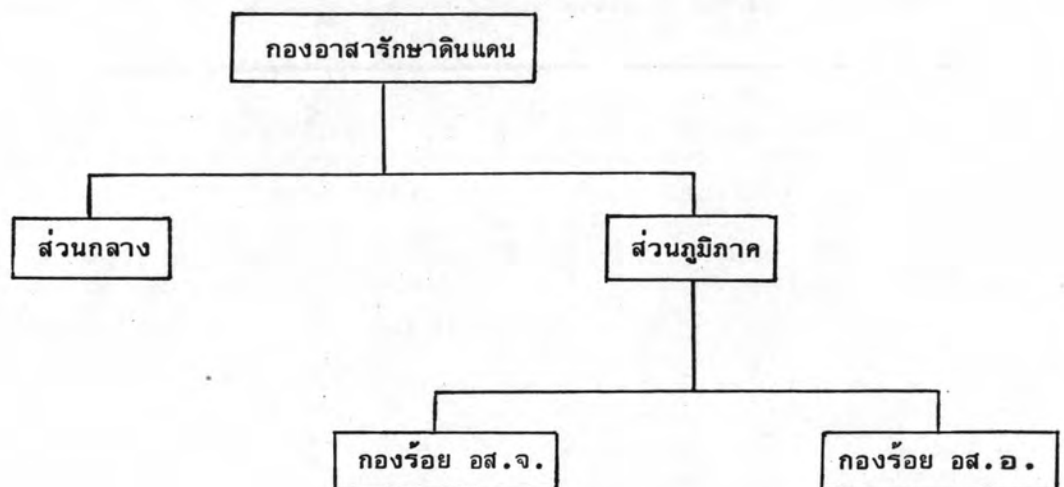 กองอาสารักษาดินแดน
ส่วนกลาง
ส่วนภูมิภาค
กองร้อย อส.จ.
กองร้อย อส.อ.